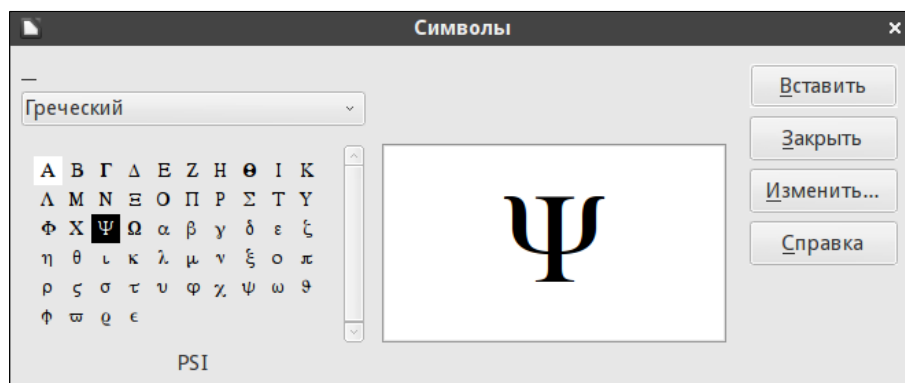 Символы ×
_
Греческий
Вставить
Закрыть
Изменить...
Справка
Α Β Γ Δ Ε Ζ Η Θ Ι Κ
Λ Μ Ν Ξ Ο Π Ρ Σ Τ Υ
Φ Χ Ψ Ω α β γ δ ε ζ
η θ ι κ λ μ ν ξ ο π
ρ ς σ τ υ φ χ ψ ω ϑ
ϕ ϖ ϱ ϵ
Ψ
PSI